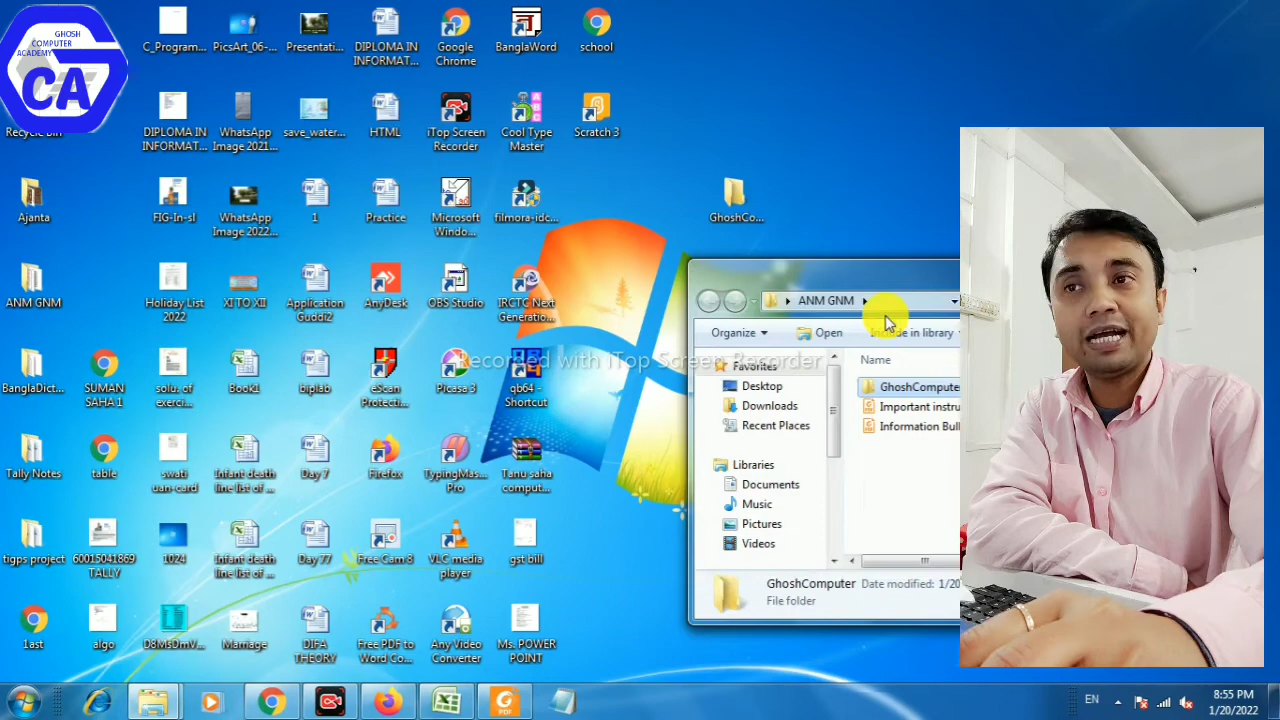 GHOSH
COMPUTER
ACADEMY
CA
Recycle Bin
Ajanta
ANM GNM
BanglaDict...
Tally Notes
tigps project
1ast
SUMAN
SAHA 1
table
60015041869
TALLY
algo
C_Program...
DIPLOMA IN
INFORMAT...
FIG-In-sl
Holiday List
2022
solu. of
exerci...
swati
uan-card
1024
D8MsDmV...
PicsArt_06-...
WhatsApp
Image 2021...
WhatsApp
Image 2022...
XI TO XII
Book1
infant death
line list of ...
infant death
line list of ...
Marriage
Presentati...
save_water...
1
Application
Guddi2
biplab
Day 7
Day 77
DIFA
THEORY
DIPLOMA IN
INFORMAT...
HTML
Practice
AnyDesk
eScan
Protecti...
Firefox
Free Cam 8
Free PDF to
Word Co...
Google
Chrome
iTop Screen
Recorder
Microsoft
Windo...
OBS Studio
Picasa 3
TypingMas...
Pro
VLC media
player
Any Video
Converter
BanglaWord
Cool Type
Master
filmora-idc...
IRCTC Next
Generatio...
qb64 -
Shortcut
Tanu saha
comput...
gst bill
Ms. POWER
POINT
school
Scratch 3
GhoshCo...
Recorded with iTop Screen Recorder
ANM GNM
Organize
Open
Include in library
Name
Favorites
Desktop
Downloads
Recent Places
Libraries
Documents
Music
Pictures
Videos
GhoshCompute
Important instru
Information Bull
GhoshComputer Date modified: 1/20
File folder
PDF
EN
8:55 PM
1/20/2022